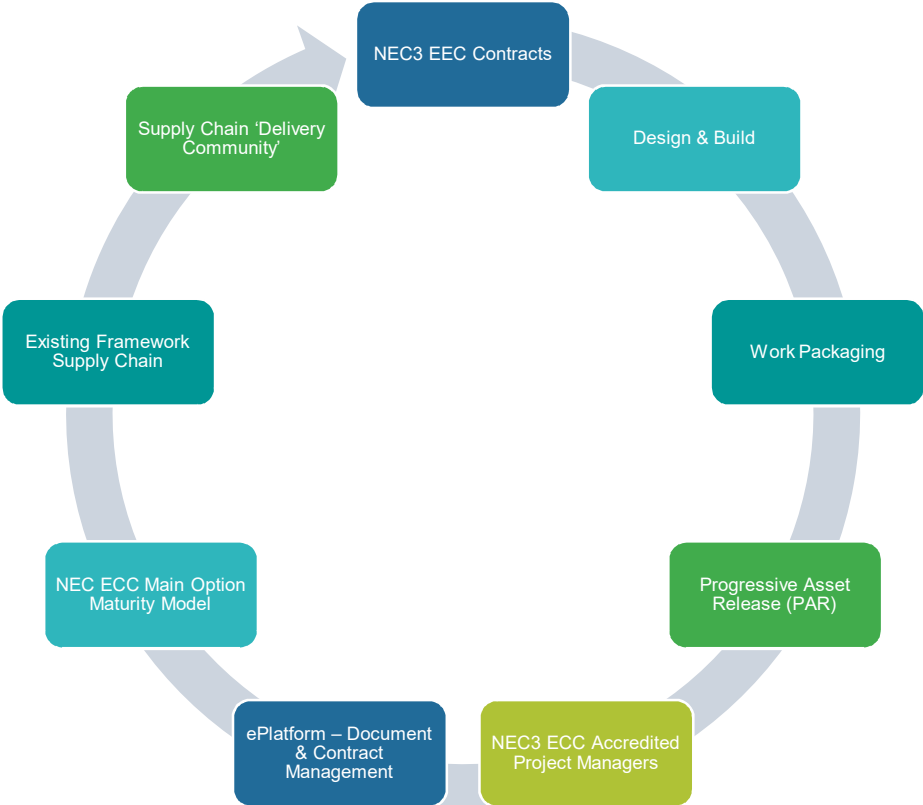 NEC3 EEC Contracts
Design & Build
Work Packaging
Progressive Asset
Release (PAR)
NEC3 ECC Accredited
Project Managers
ePlatform – Document
& Contract
Management
NEC ECC Main Option
Maturity Model
Existing Framework
Supply Chain
Supply Chain ‘Delivery
Community’